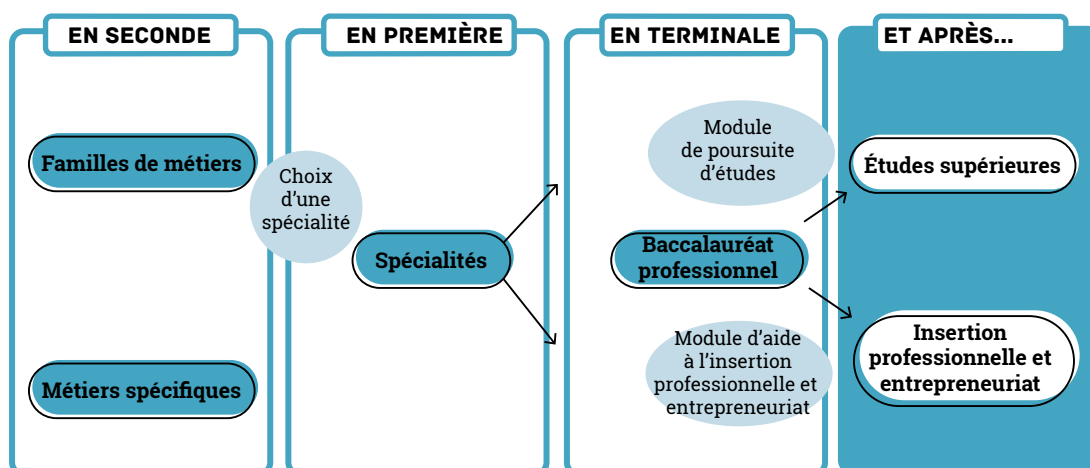 EN SECONDE
EN PREMIÈRE
EN TERMINALE
ET APRÈS...
Familles de métiers
Choix
d’une
spécialité
Spécialités
Métiers spécifiques
Module
de poursuite
d’études
Baccalauréat
professionnel
Module d’aide
à l’insertion
professionnelle et
entrepreneuriat
Études supérieures
Insertion
professionnelle et
entrepreneuriat